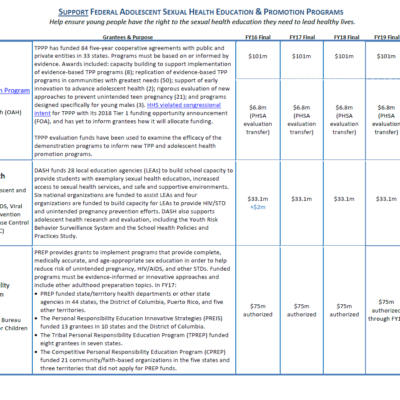 SUPPORT FEDERAL ADOLESCENT SEXUAL HEALTH EDUCATION & PROMOTION PROGRAMS
Help ensure young people have the right to the sexual health education they need to lead healthy lives.
Grantees & Purpose
FY16 Final
FY17 Final
FY18 Final
FY19 Final
n Program
h (OAH)
TPPP has funded 84 five-year cooperative agreements with public and
private entities in 33 states. Programs must be based on or informed by
evidence. Awards included: capacity building to support implementation
of evidence-based TPP programs (8); replication of evidence-based TPP
programs in communities with greatest needs (50); support of early
innovation to advance adolescent health (2); rigorous evaluation of new
approaches to prevent unintended teen pregnancy (21); and programs
designed specifically for young males (3). HHS violated congressional
intent for TPPP with its 2018 Tier 1 funding opportunity announcement
(FOA), and has yet to inform grantees how it will allocate funding.
TPPP evaluation funds have been used to examine the efficacy of the
demonstration programs to inform new TPP and adolescent health
promotion programs.
$101m
$101m
$101m
$101m
$6.8m
(PHSA
evaluation
transfer)
$6.8m
(PHSA
evaluation
transfer)
$6.8m
(PHSA
evaluation
transfer)
$6.8m
(PHSA
evaluation
transfer)
th
escent and
DS, Viral
vention
se Control
C)
DASH funds 28 local education agencies (LEAs) to build school capacity to
provide students with exemplary sexual health education, increased
access to sexual health services, and safe and supportive environments.
Six national organizations are funded to assist LEAs and four
organizations are funded to build capacity for LEAs to provide HIV/STD
and unintended pregnancy prevention efforts. DASH also supports
adolescent health research and evaluation, including the Youth Risk
Behavior Surveillance System and the School Health Policies and
Practices Study.
$33.1m
+$2m
$33.1m
$33.1m
$33.1m
ility
m
Bureau
or Children
PREP provides grants to implement programs that provide complete,
medically accurate, and age-appropriate sex education in order to help
reduce risk of unintended pregnancy, HIV/AIDS, and other STDs. Funded
programs must be evidence-informed or innovative approaches and
include other adulthood preparation topics. In FY17:
• PREP funded state/territory health departments or other state
agencies in 44 states, the District of Columbia, Puerto Rico, and five
other territories.
• The Personal Responsibility Education Innovative Strategies (PREIS)
funded 13 grantees in 10 states and the District of Columbia.
• The Tribal Personal Responsibility Education Program (TPREP) funded
eight grantees in seven states.
• The Competitive Personal Responsibility Education Program (CPREP)
funded 21 community/faith-based organizations in the five states and
three territories that did not apply for PREP funds.
$75m
authorized
$75m
authorized
$75m
authorized
$75m
authorized
through FY1